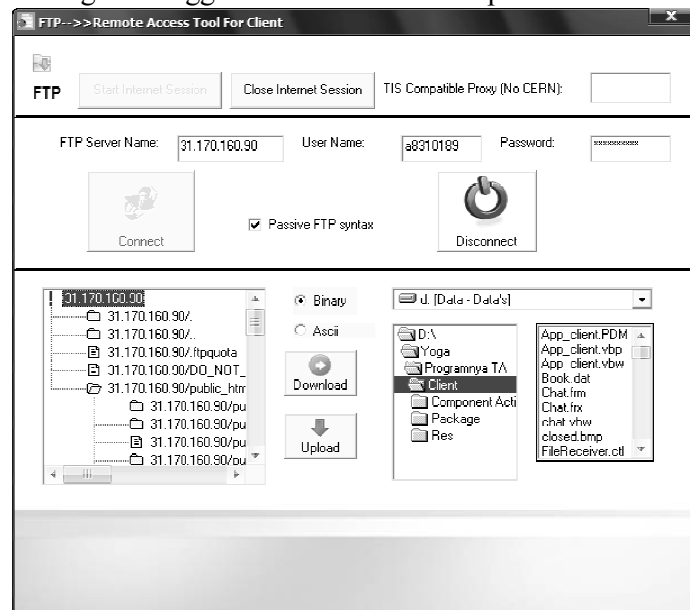 FTP-->>Remote Access Tool For Client
x
FTP
Start Internet Session
Close Internet Session
TIS Compatible Proxy (No CERN):
FTP Server Name:
31.170.160.90
User Name:
a8310189
Password:
xxxxxxxxxx
Connect
Passive FTP syntax
Disconnect
31.170.160.90
31.170.160.90/.
31.170.160.90/..
31.170.160.90/.ftpquota
31.170.160.90/DO_NOT_
31.170.160.90/public_htm
31.170.160.90/pu
31.170.160.90/pu
31.170.160.90/pu
31.170.160.90/pu
Binary
Ascii
Download
Upload
d: [Data - Data's]
D:\
Yoga
Programnya TA
Client
Component Acti
Package
Res
App_client.PDM
App_client.vbp
App_client.vbw
Book.dat
Chat.frm
Chat.frx
chat.vbw
closed.bmp
FileReceiver.ctl